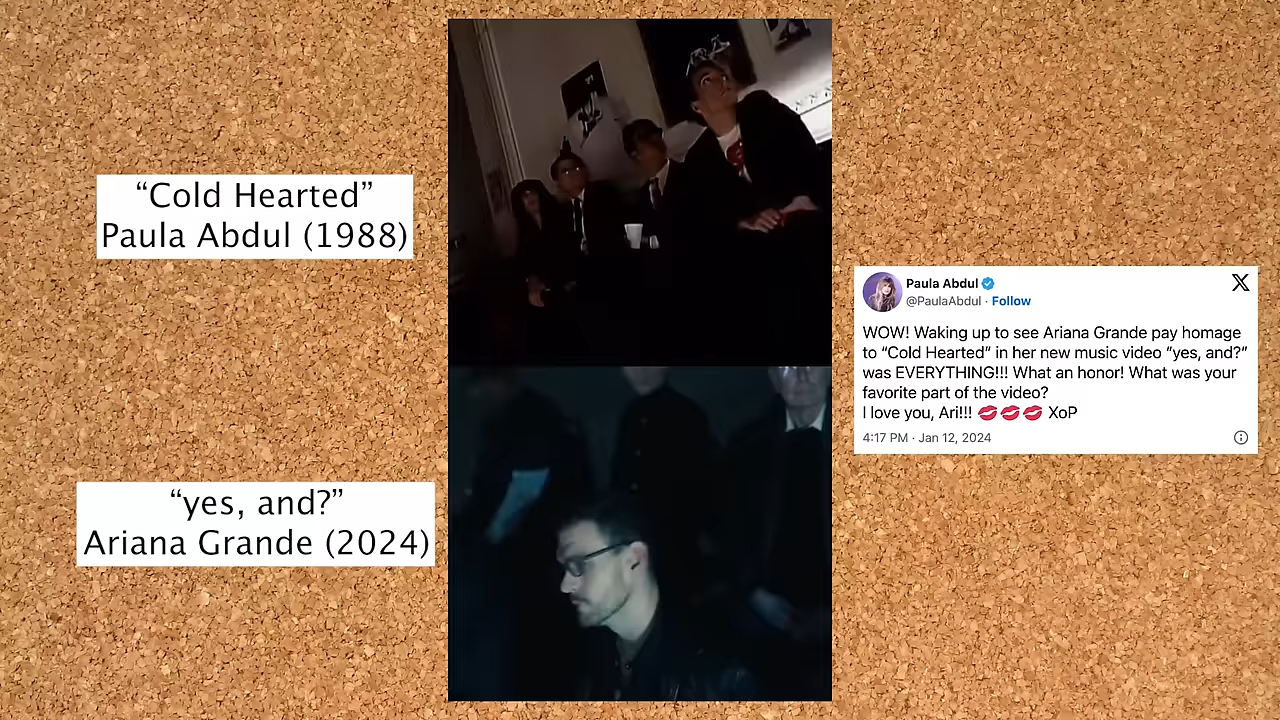 “Cold Hearted”
Paula Abdul (1988)
“yes, and?”
Ariana Grande (2024)
Paula Abdul
@PaulaAbdul · Follow
WOW! Waking up to see Ariana Grande pay homage
to “Cold Hearted” in her new music video “yes, and?”
was EVERYTHING!!! What an honor! What was your
favorite part of the video?
I love you, Ari!!! 💋💋💋 XoP
4:17 PM · Jan 12, 2024